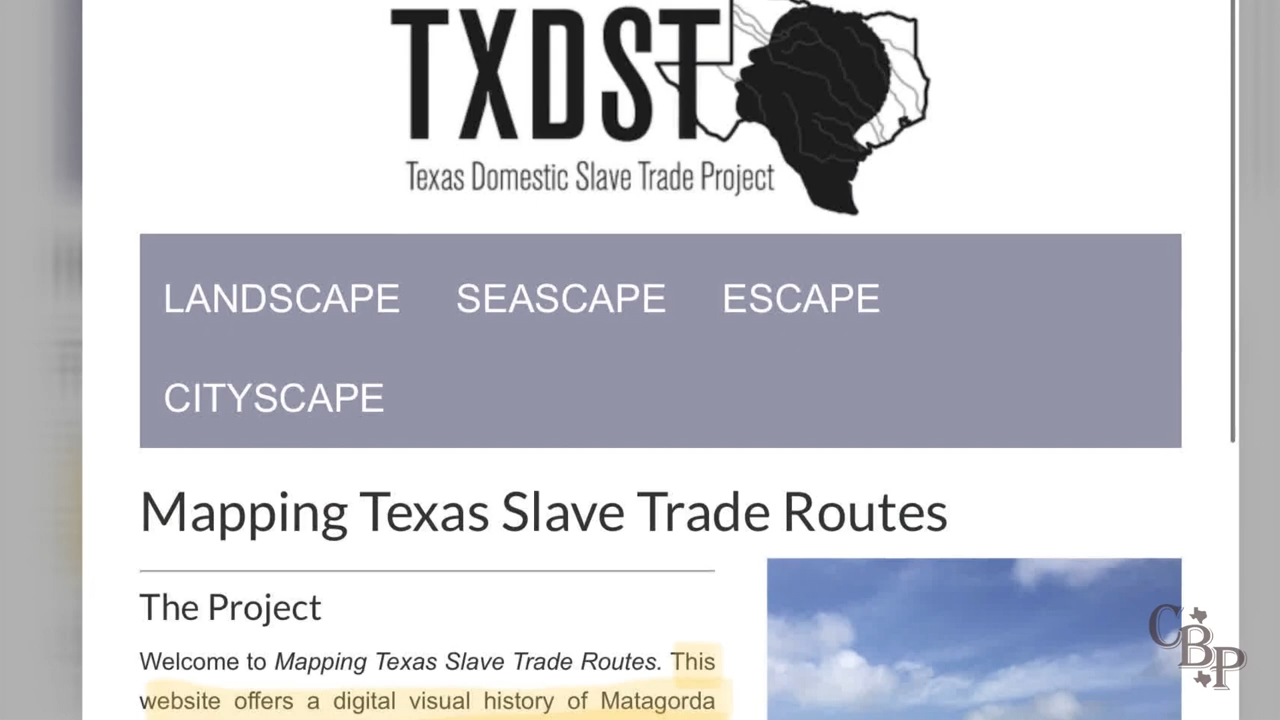 TXDST
Texas Domestic Slave Trade Project
LANDSCAPE SEASCAPE ESCAPE
CITYSCAPE
Mapping Texas Slave Trade Routes
The Project
Welcome to Mapping Texas Slave Trade Routes. This
website offers a digital visual history of Matagorda
CBP